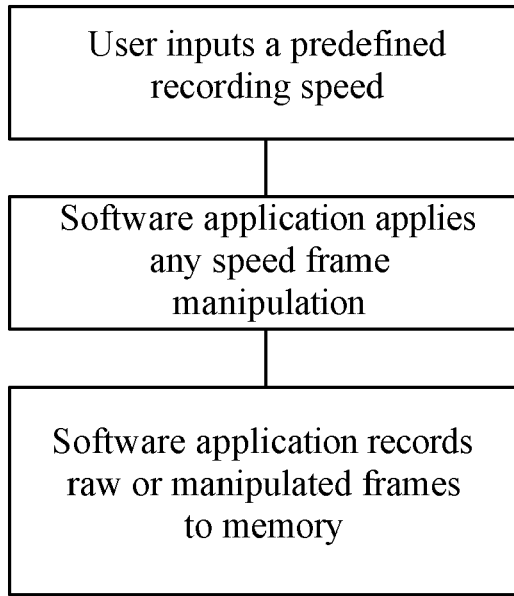 User inputs a predefined
recording speed
Software application applies
any speed frame
manipulation
Software application records
raw or manipulated frames
to memory